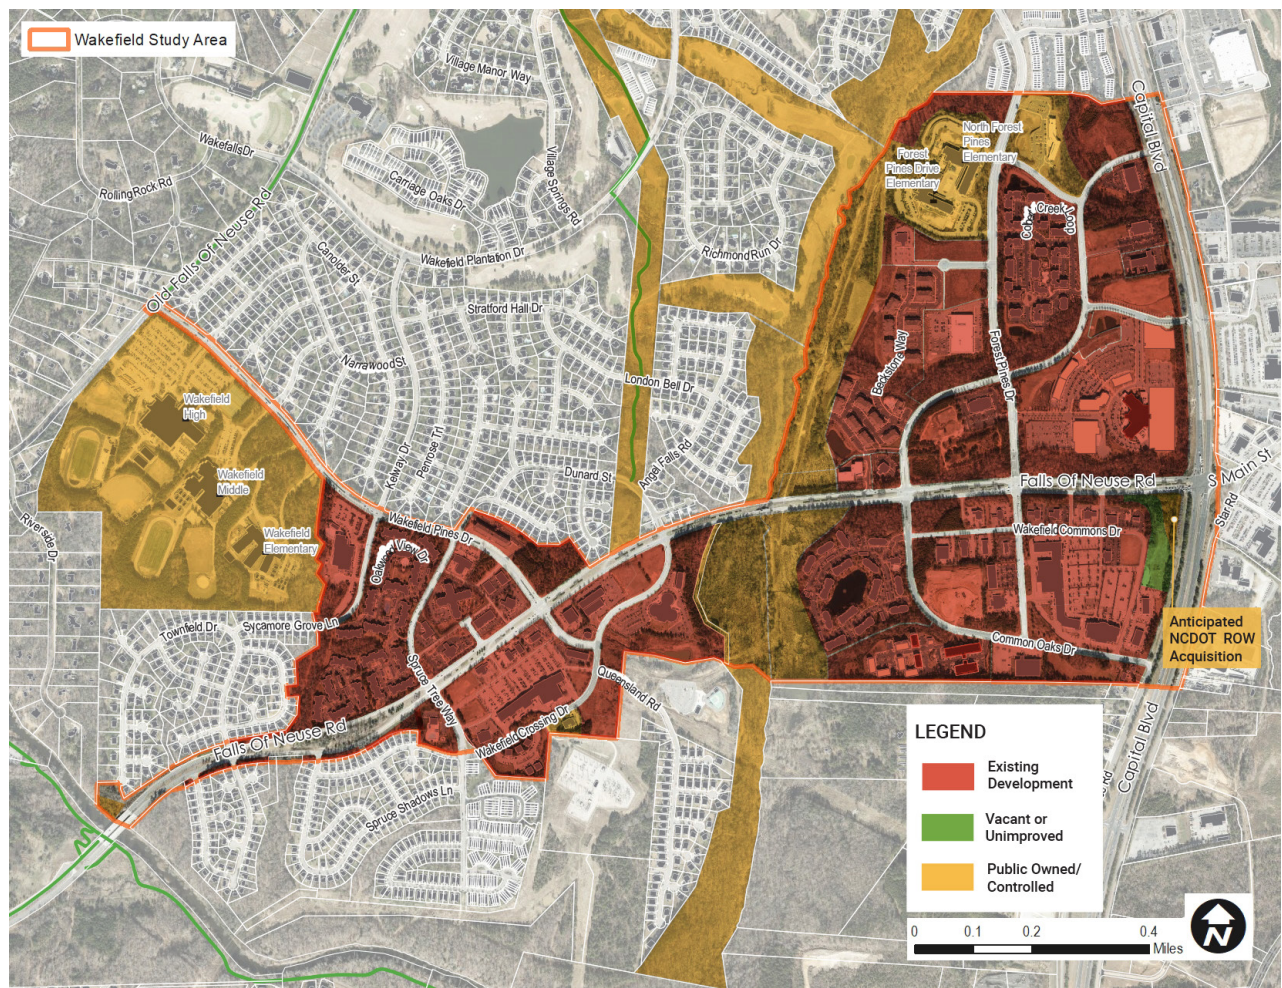 Wakefield Study Area
Village Manor Way
Capital Blvd
Wakefalls Dr
North Forest
Pines
Elementary
Forest
Pines Drive
Elementary
Rolling Rock Rd
Carriage Oaks Dr
Village Springs Rd
Creek Loop
Old Falls Of Neuse Rd
Canolder St
Wakefield Plantation Dr
Richmond Run Dr
Stratford Hall Dr
Narrawood St
London Bell Dr
Beckstone Way
Forest Pines Dr
Wakefield
High
Kelway Dr
Penrose Trl
Dunard St
Angel Falls Rd
Wakefield
Middle
Falls Of Neuse Rd
S Main St
Star Rd
Riverside Dr
Wakefield
Elementary
Wakefield Pines Dr
Wakefield Commons Dr
View Dr
Townfield Dr
Sycamore Grove Ln
Common Oaks Dr
Anticipated
NCDOT ROW
Acquisition
Spruce Tree Way
Queensland Rd
Falls Of Neuse Rd
Wakefield Crossing Dr
Spruce Shadows Ln
Capital Blvd
Rd
LEGEND
Existing
Development
Vacant or
Unimproved
Public Owned/
Controlled
0 0.1 0.2 0.4
Miles
N